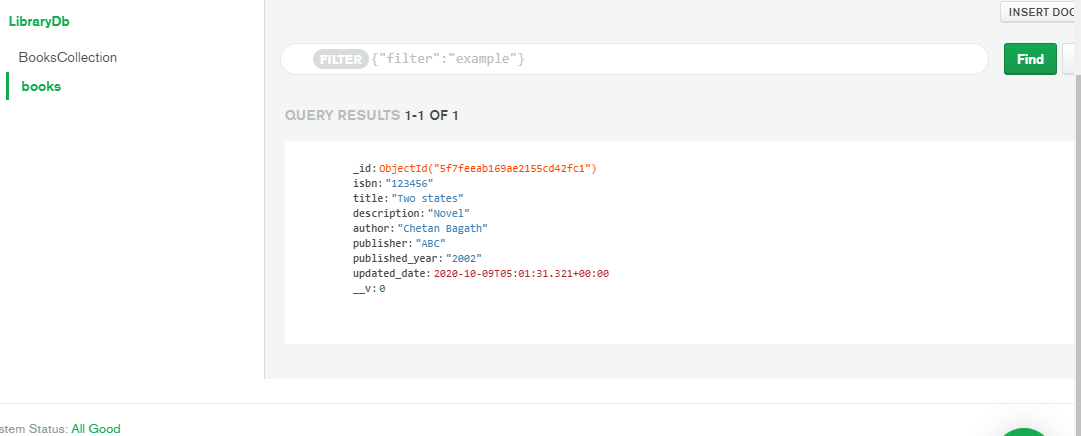 LibraryDb
BooksCollection
books
INSERT DOC
FILTER {"filter":"example"}
Find
QUERY RESULTS 1-1 OF 1
_id: ObjectId("5f7feeab169ae2155cd42fc1")
isbn: "123456"
title: "Two states"
description: "Novel"
author: "Chetan Bagath"
publisher: "ABC"
published_year: "2002"
updated_date: 2020-10-09T05:01:31.321+00:00
__v: 0
stem Status: All Good